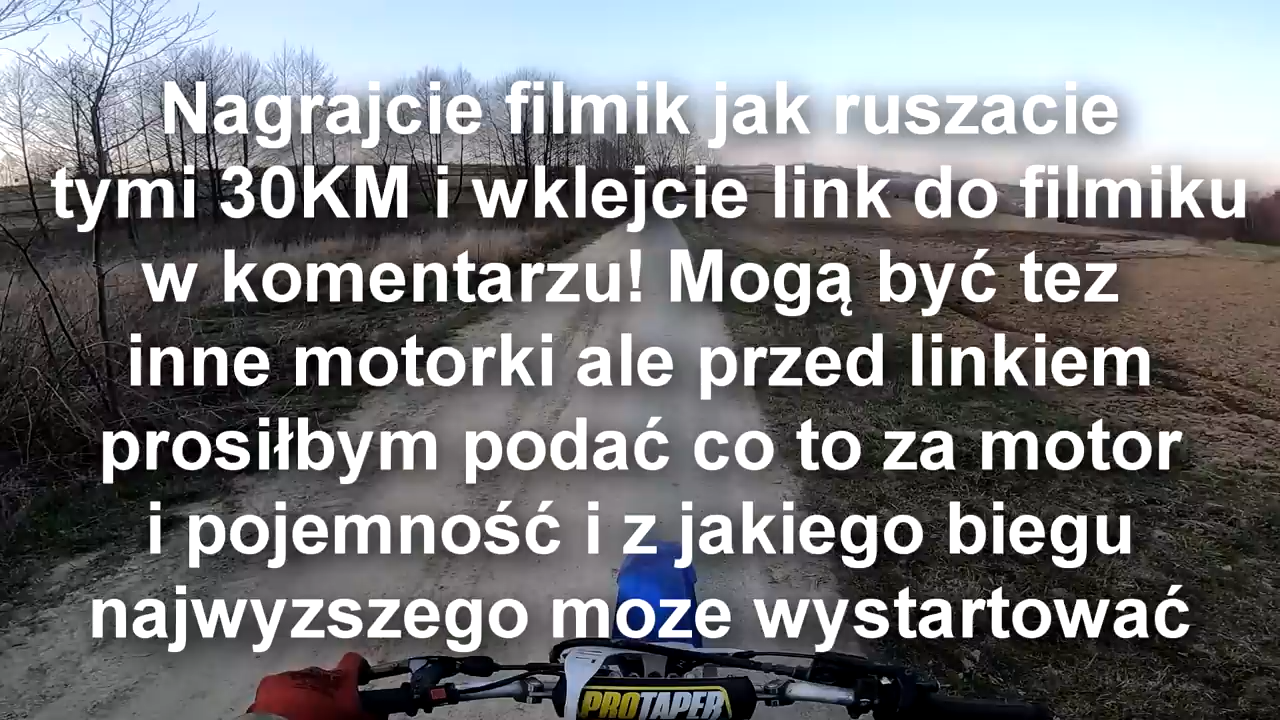 Nagrajcie filmik jak ruszacie
tymi 30KM i wklejcie link do filmiku
w komentarzu! Mogą być tez
inne motorki ale przed linkiem
prosiłbym podać co to za motor
i pojemność i z jakiego biegu
najwyzszego moze wystartować
PROTAPER